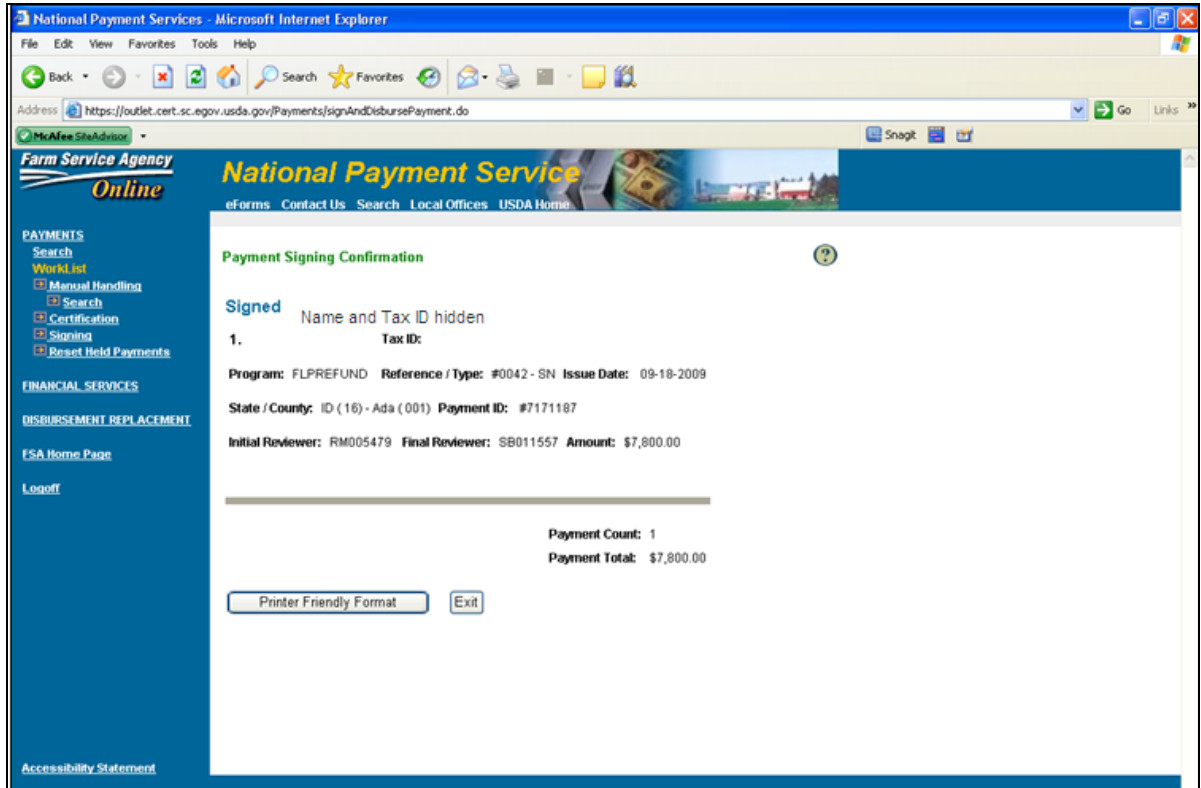 National Payment Services - Microsoft Internet Explorer
File Edit View Favorites Tools Help
Back Search Favorites
Address https://outlet.cert.sc.egov.usda.gov/Payments/signAndDisbursePayment.do Go Links »
McAfee SiteAdvisor Snagit
Farm Service Agency
Online
National Payment Service
eForms Contact Us Search Local Offices USDA Home
PAYMENTS
Search
WorkList
Manual Handling
Search
Certification
Signing
Reset Held Payments
FINANCIAL SERVICES
DISBURSEMENT REPLACEMENT
FSA Home Page
Logoff
Accessibility Statement
Payment Signing Confirmation ?
Signed
Name and Tax ID hidden
1. Tax ID:
Program: FLPREFUND Reference / Type: #0042 - SN Issue Date: 09-18-2009
State / County: ID ( 16 ) - Ada ( 001 ) Payment ID: #7171187
Initial Reviewer: RM005479 Final Reviewer: SB011557 Amount: $7,800.00
Payment Count: 1
Payment Total: $7,800.00
Printer Friendly Format Exit